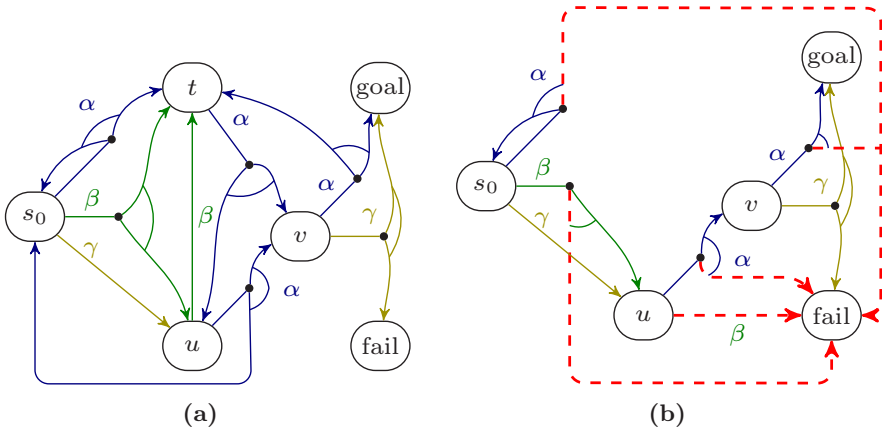 α t α goal
s₀ β β α γ
v
γ α
u fail
(a)
α goal
s₀ β α γ
γ v
α
u β fail
(b)